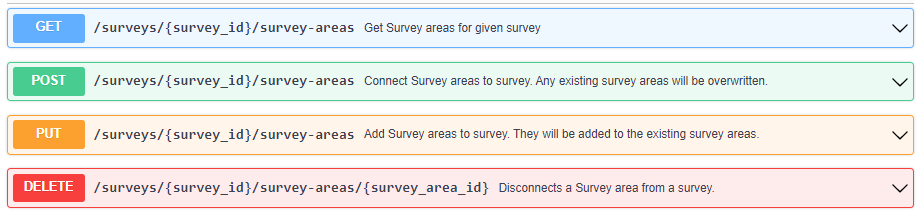 GET /surveys/{survey_id}/survey-areas Get Survey areas for given survey
POST /surveys/{survey_id}/survey-areas Connect Survey areas to survey. Any existing survey areas will be overwritten.
PUT /surveys/{survey_id}/survey-areas Add Survey areas to survey. They will be added to the existing survey areas.
DELETE /surveys/{survey_id}/survey-areas/{survey_area_id} Disconnects a Survey area from a survey.